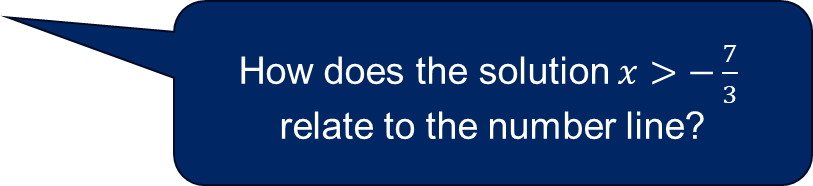 How does the solution x > −7/3
relate to the number line?